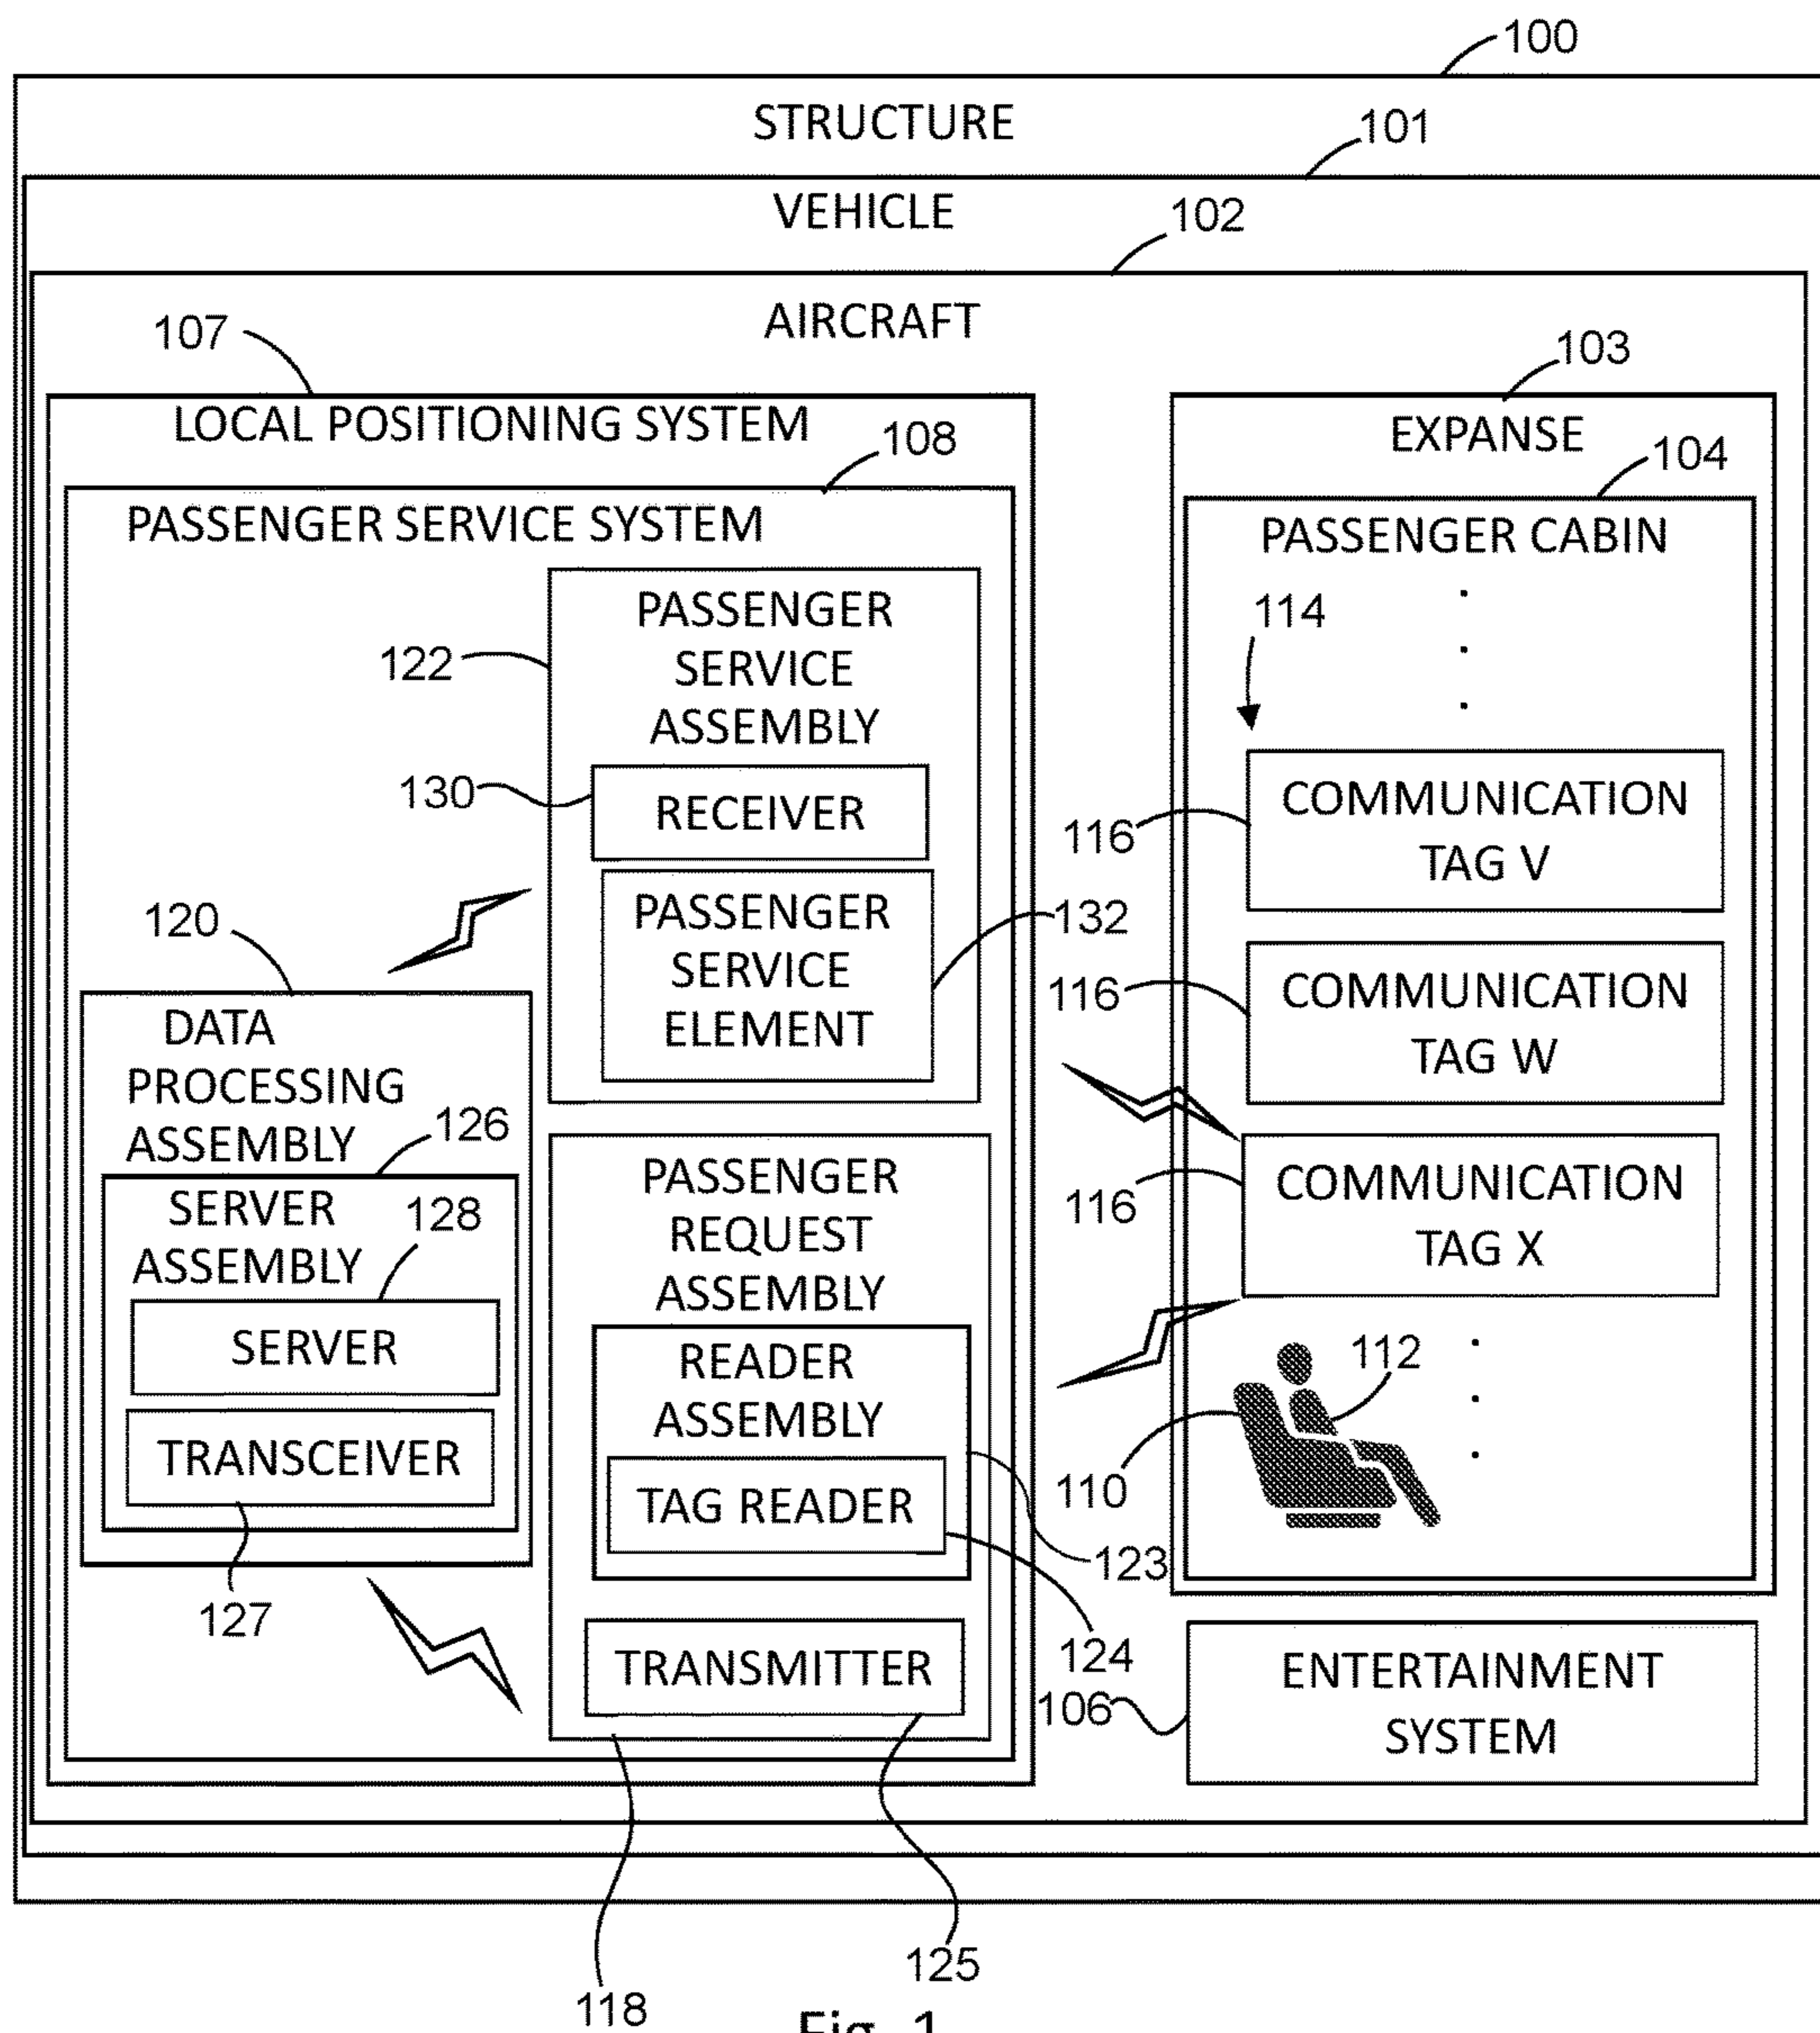 100
STRUCTURE
101
VEHICLE
102
AIRCRAFT
107
LOCAL POSITIONING SYSTEM
108
PASSENGER SERVICE SYSTEM
122
PASSENGER
SERVICE
ASSEMBLY
130
RECEIVER
PASSENGER
SERVICE
ELEMENT
132
120
DATA
PROCESSING
ASSEMBLY
126
SERVER
ASSEMBLY
128
SERVER
TRANSCEIVER
127
PASSENGER
REQUEST
ASSEMBLY
READER
ASSEMBLY
TAG READER
123
124
TRANSMITTER
125
118
103
EXPANSE
104
PASSENGER CABIN
114
116
COMMUNICATION
TAG V
116
COMMUNICATION
TAG W
116
COMMUNICATION
TAG X
112
110
106
ENTERTAINMENT
SYSTEM
Fig. 1